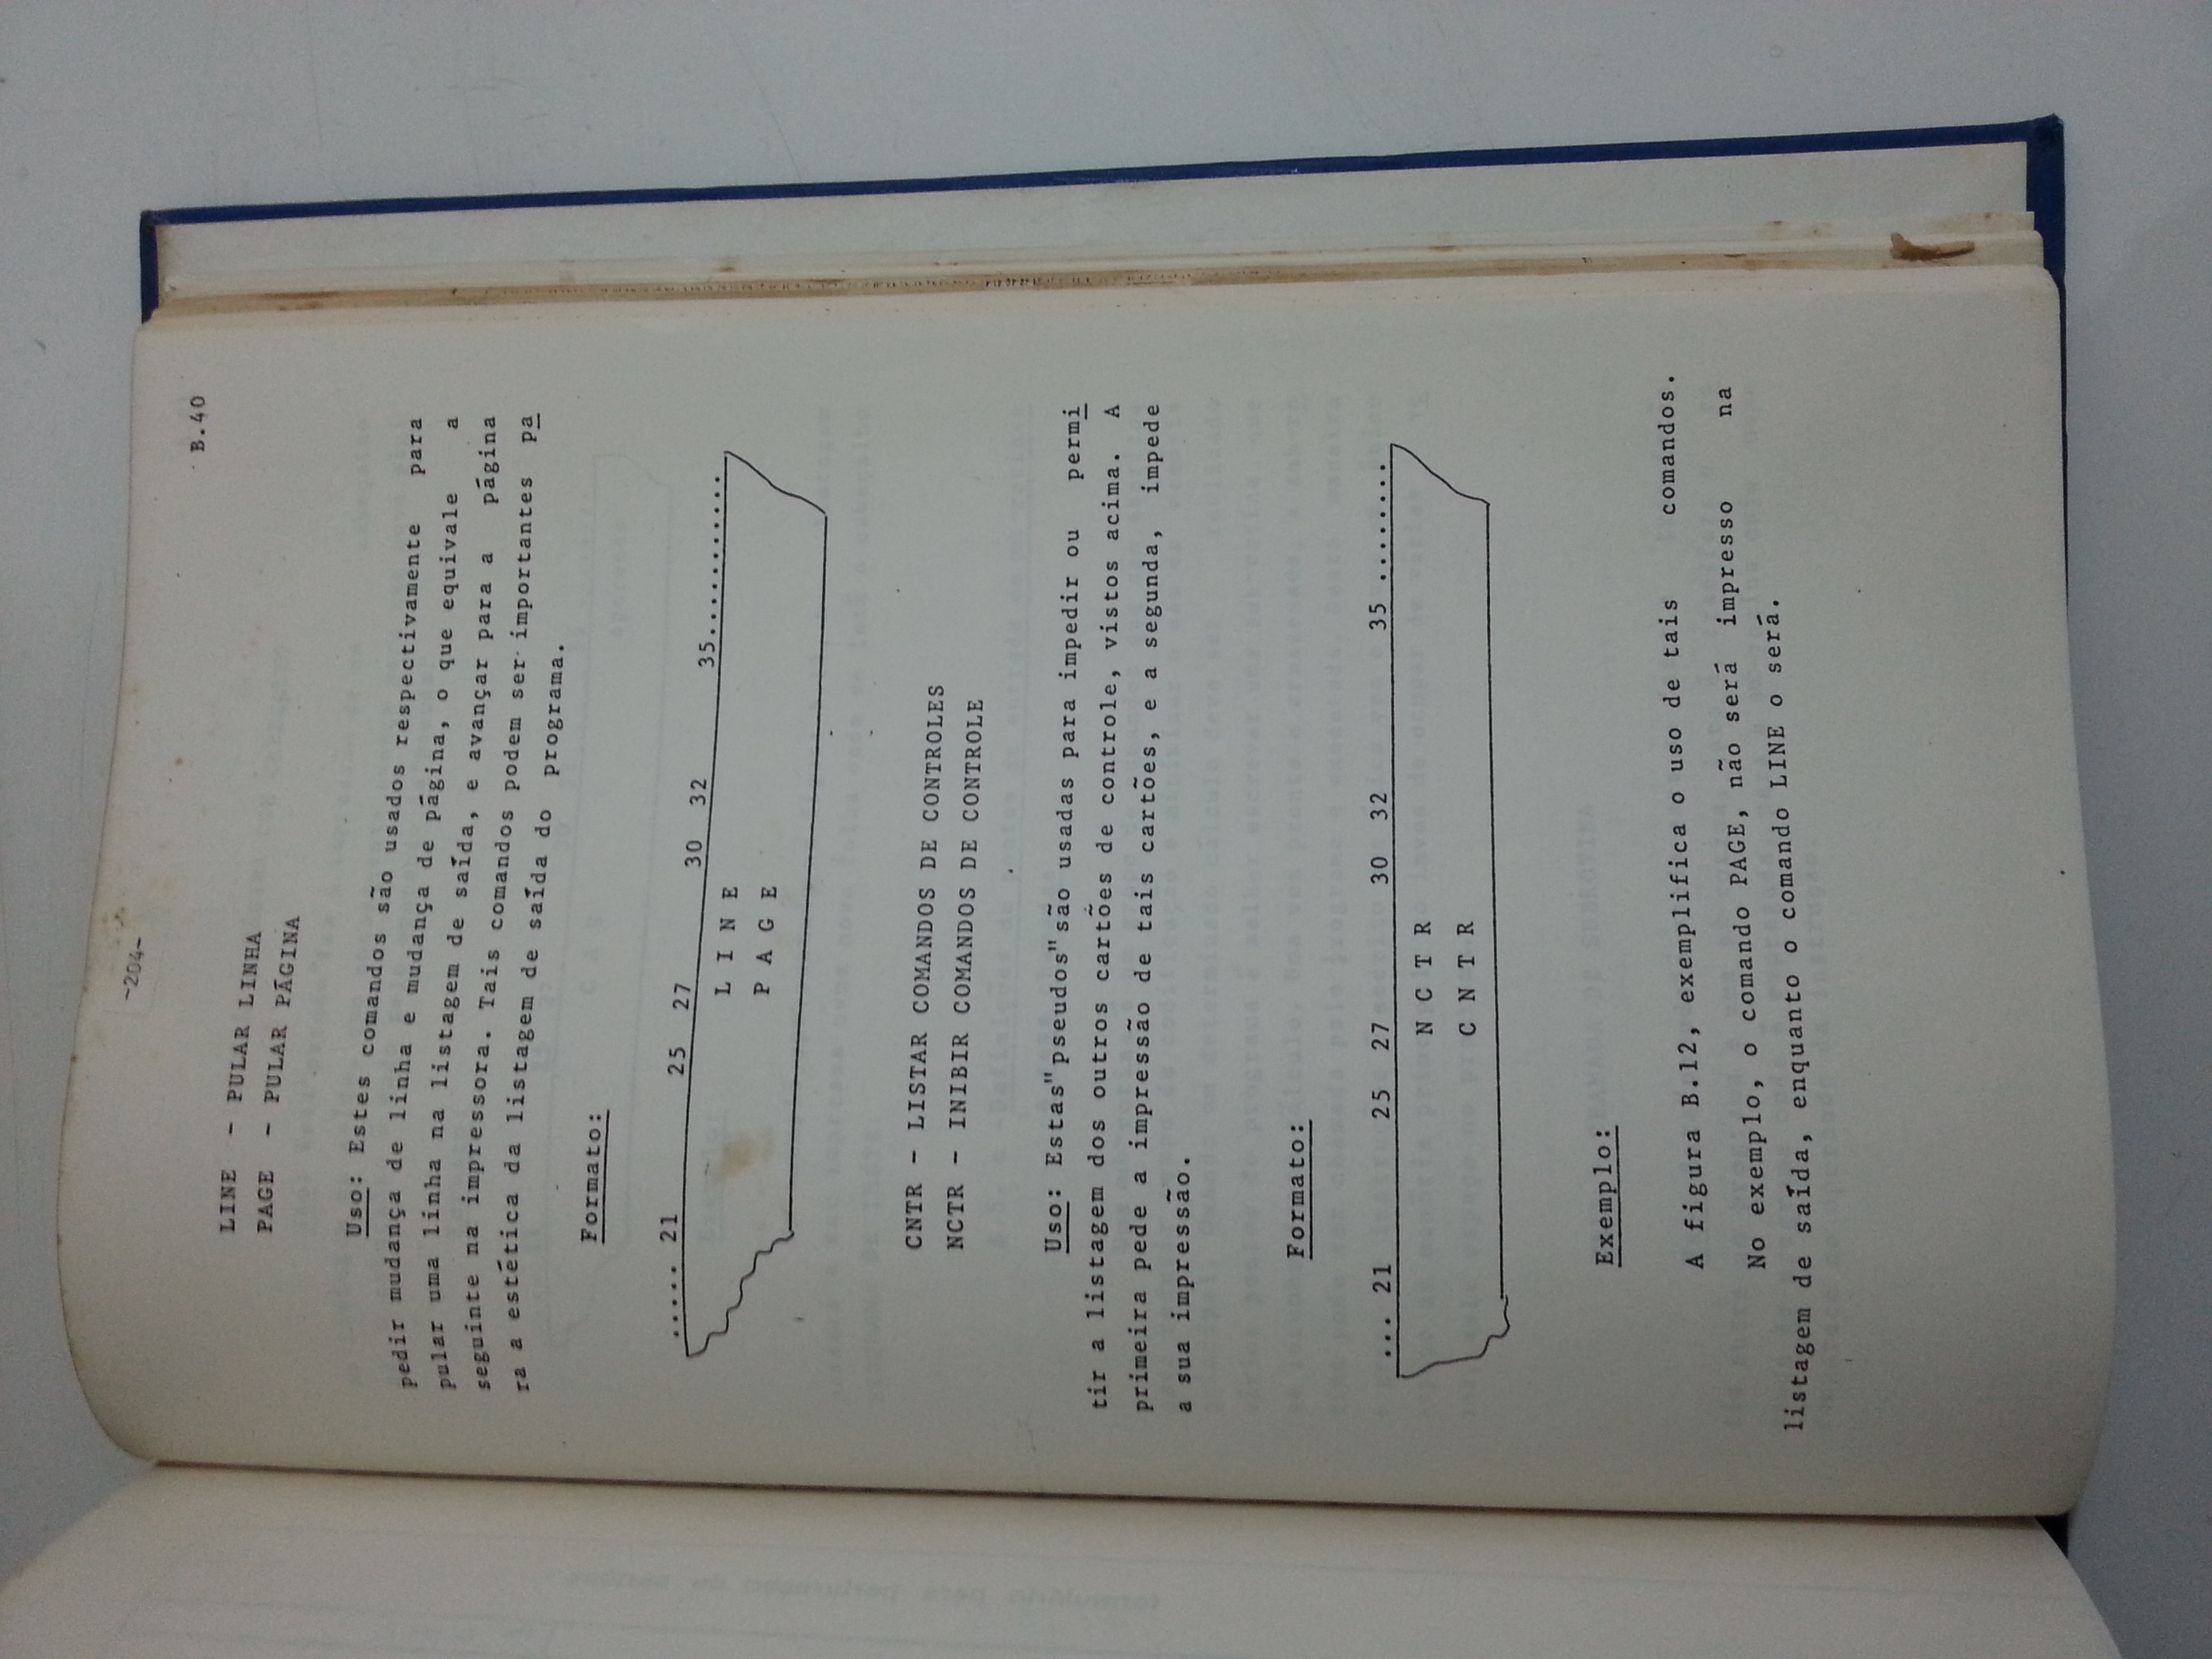 -204-
B.40
LINE - PULAR LINHA
PAGE - PULAR PÁGINA
Uso: Estes comandos são usados respectivamente para
pedir mudança de linha e mudança de página, o que equivale a
pular uma linha na listagem de saída, e avançar para a página
seguinte na impressora. Tais comandos podem ser importantes pa
ra a estética da listagem de saída do programa.
Formato:
..... 21 25 27 30 32 35...........
L I N E
P A G E
CNTR - LISTAR COMANDOS DE CONTROLES
NCTR - INIBIR COMANDOS DE CONTROLE
Uso: Estas"pseudos"são usadas para impedir ou permi
tir a listagem dos outros cartões de controle, vistos acima. A
primeira pede a impressão de tais cartões, e a segunda, impede
a sua impressão.
Formato:
... 21 25 27 30 32 35 ........
N C T R
C N T R
Exemplo:
A figura B.12, exemplifica o uso de tais comandos.
No exemplo, o comando PAGE, não será impresso na
listagem de saída, enquanto o comando LINE o será.